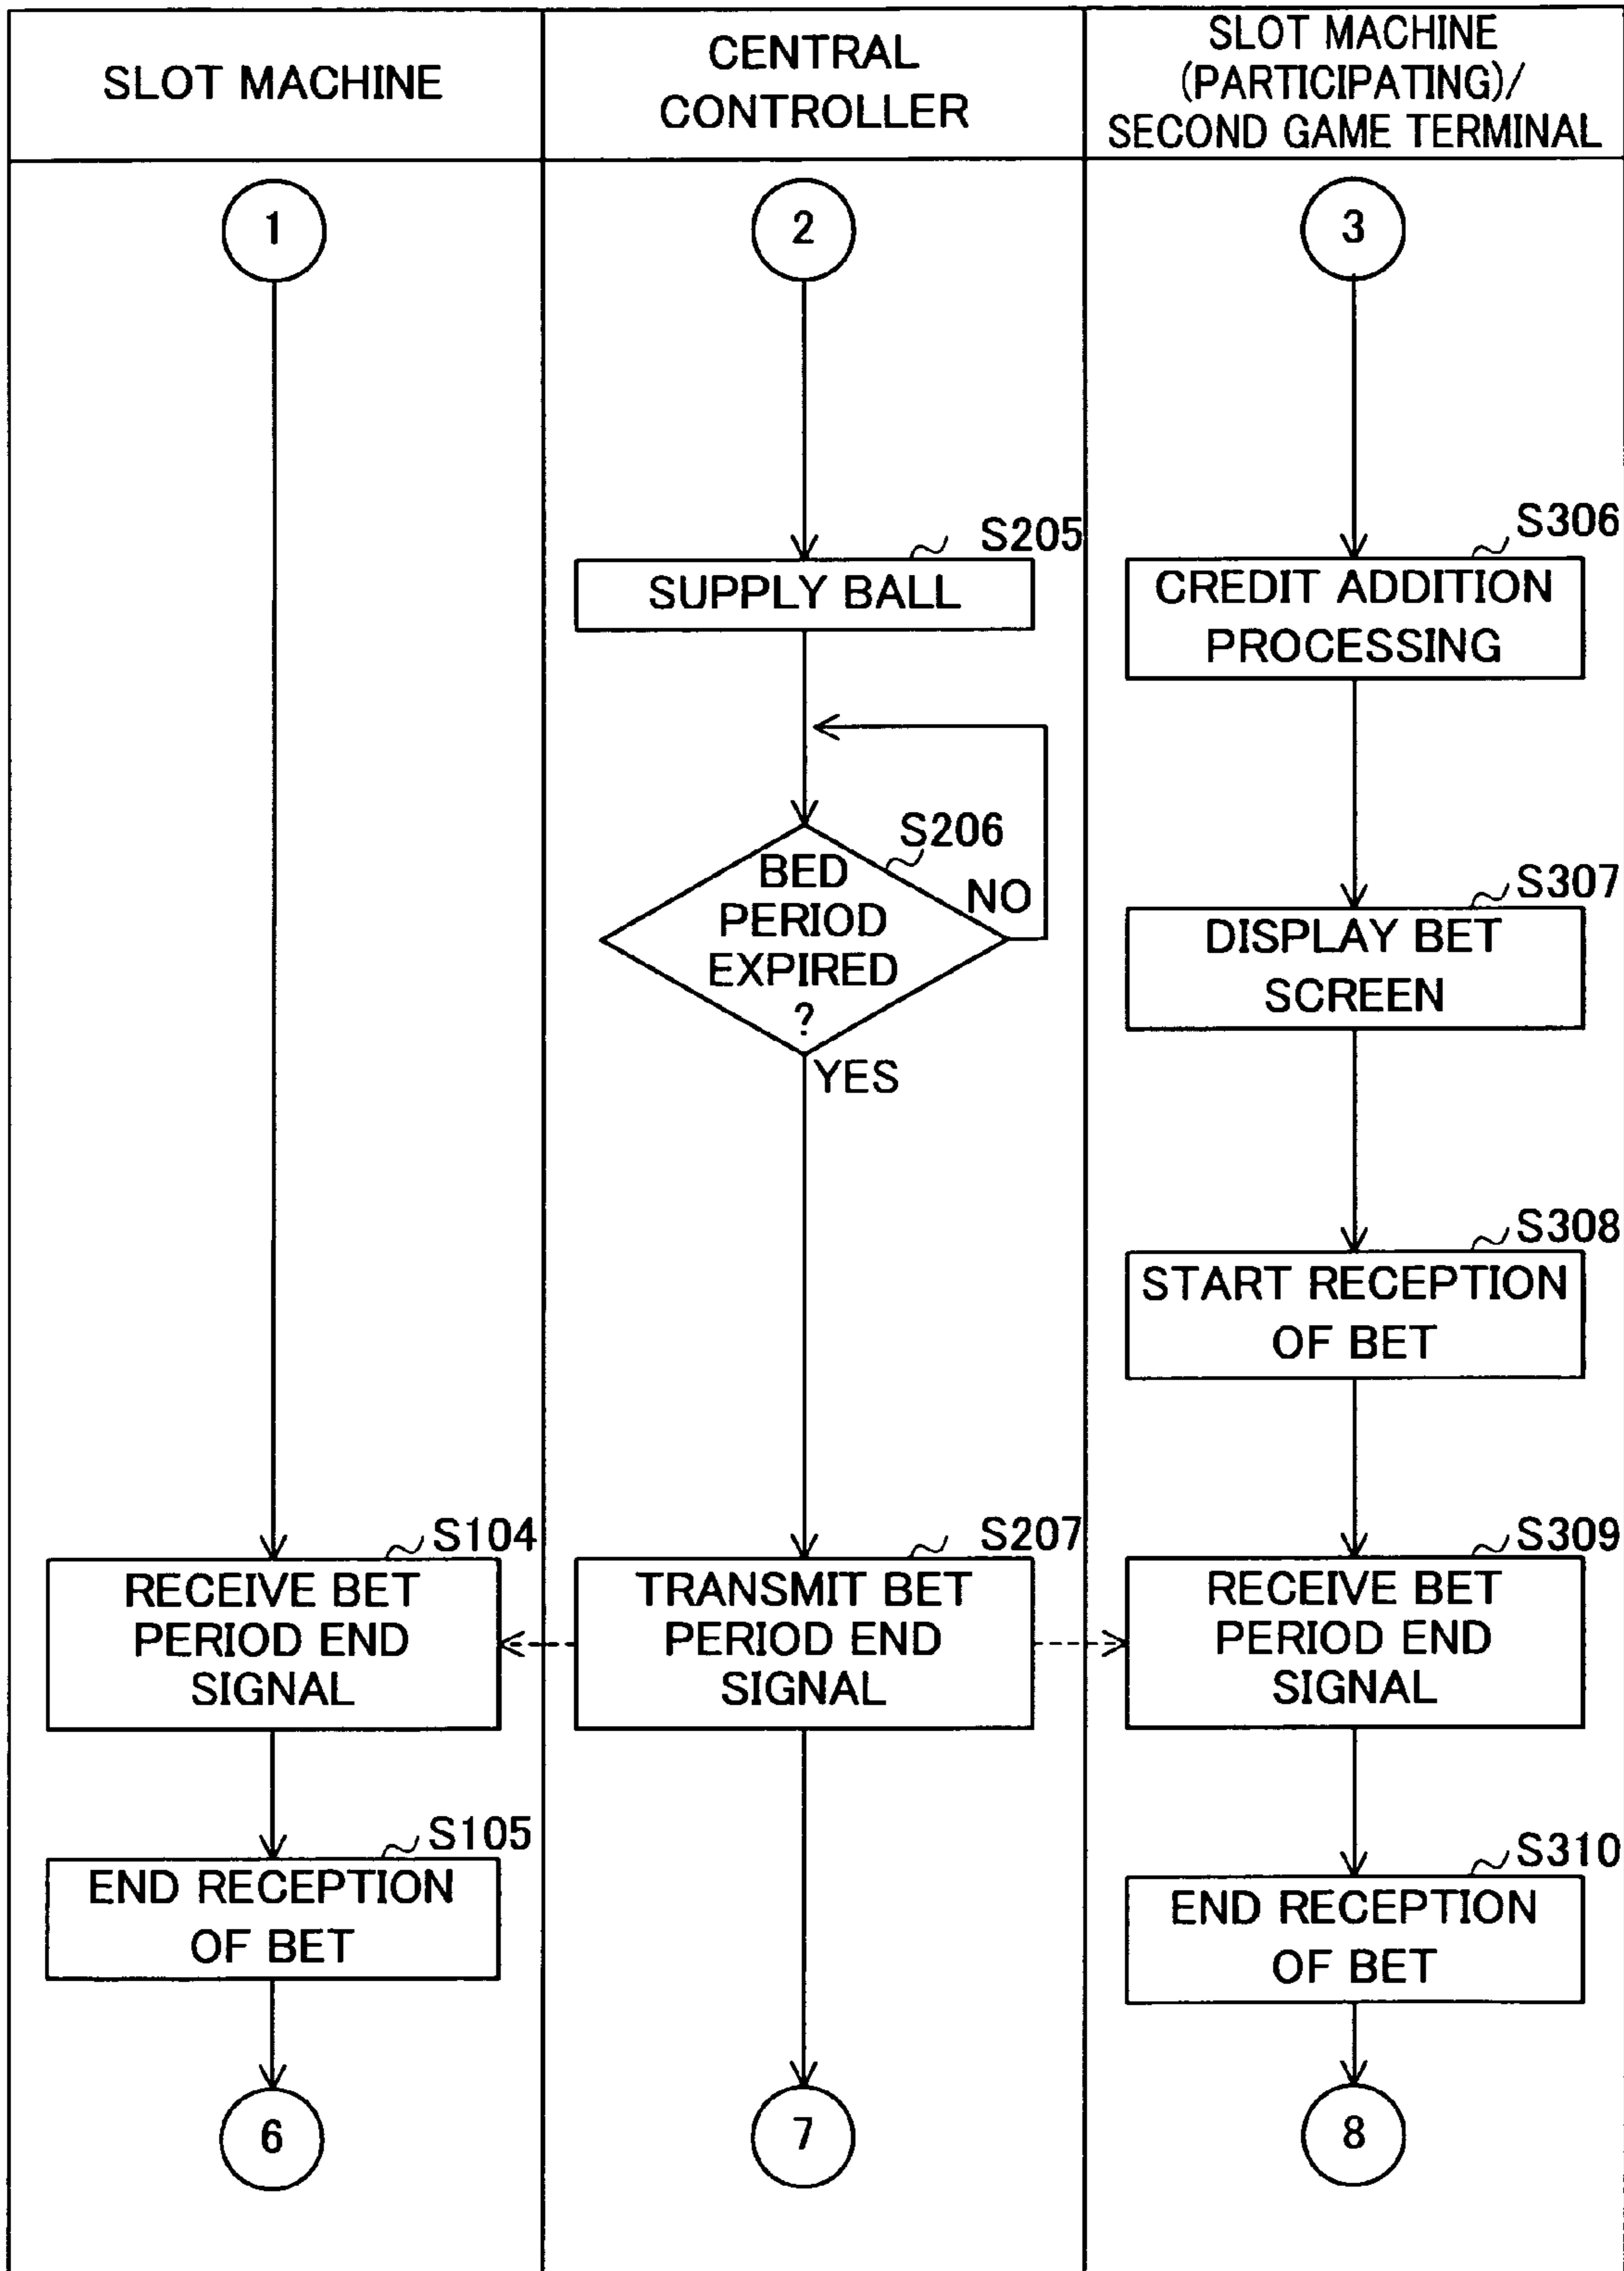 SLOT MACHINE
CENTRAL
CONTROLLER
SLOT MACHINE
(PARTICIPATING)/
SECOND GAME TERMINAL
1
2
3
S205
SUPPLY BALL
S306
CREDIT ADDITION
PROCESSING
S206
BED
PERIOD
EXPIRED
?
NO
YES
S307
DISPLAY BET
SCREEN
S308
START RECEPTION
OF BET
S104
RECEIVE BET
PERIOD END
SIGNAL
S207
TRANSMIT BET
PERIOD END
SIGNAL
S309
RECEIVE BET
PERIOD END
SIGNAL
S105
END RECEPTION
OF BET
S310
END RECEPTION
OF BET
6
7
8